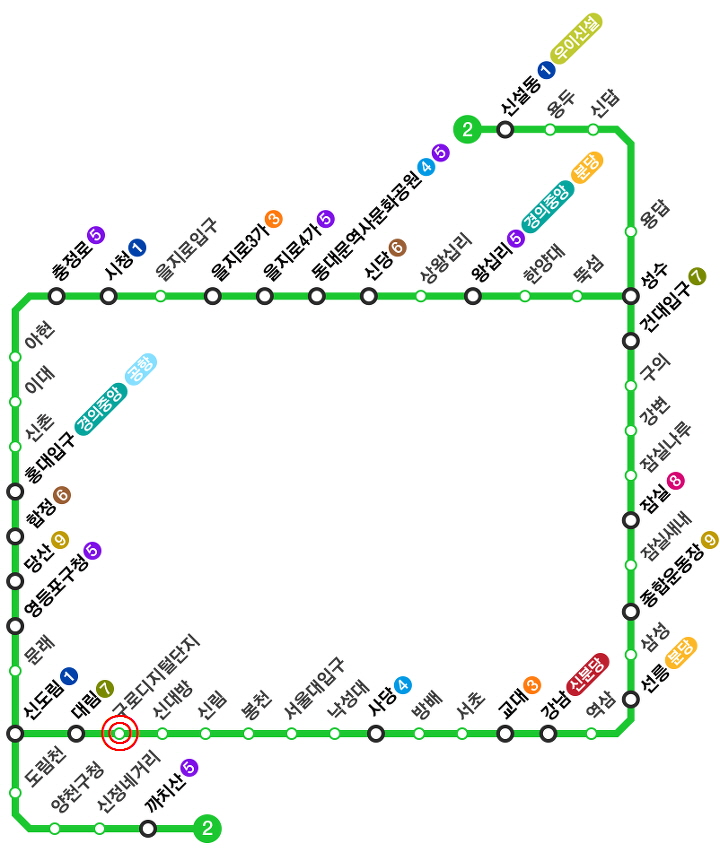 우이신설
신설동 1
용두
신답
2
용답
성수
건대입구 7
구의
강변
잠실나루
잠실 8
잠실새내
종합운동장 9
삼성
선릉 분당
충정로 5
시청 1
을지로입구
을지로3가 3
을지로4가 5
동대문역사문화공원 4 5
신당 6
상왕십리
왕십리 5 경의중앙 분당
한양대
뚝섬
아현
이대
신촌
홍대입구 경의중앙 공항
합정 6
당산 9
영등포구청 5
문래
신도림 1
대림 7
구로디지털단지
신대방
신림
봉천
서울대입구
낙성대
사당 4
방배
서초
교대 3
강남 신분당
역삼
도림천
양천구청
신정네거리
까치산 5
2